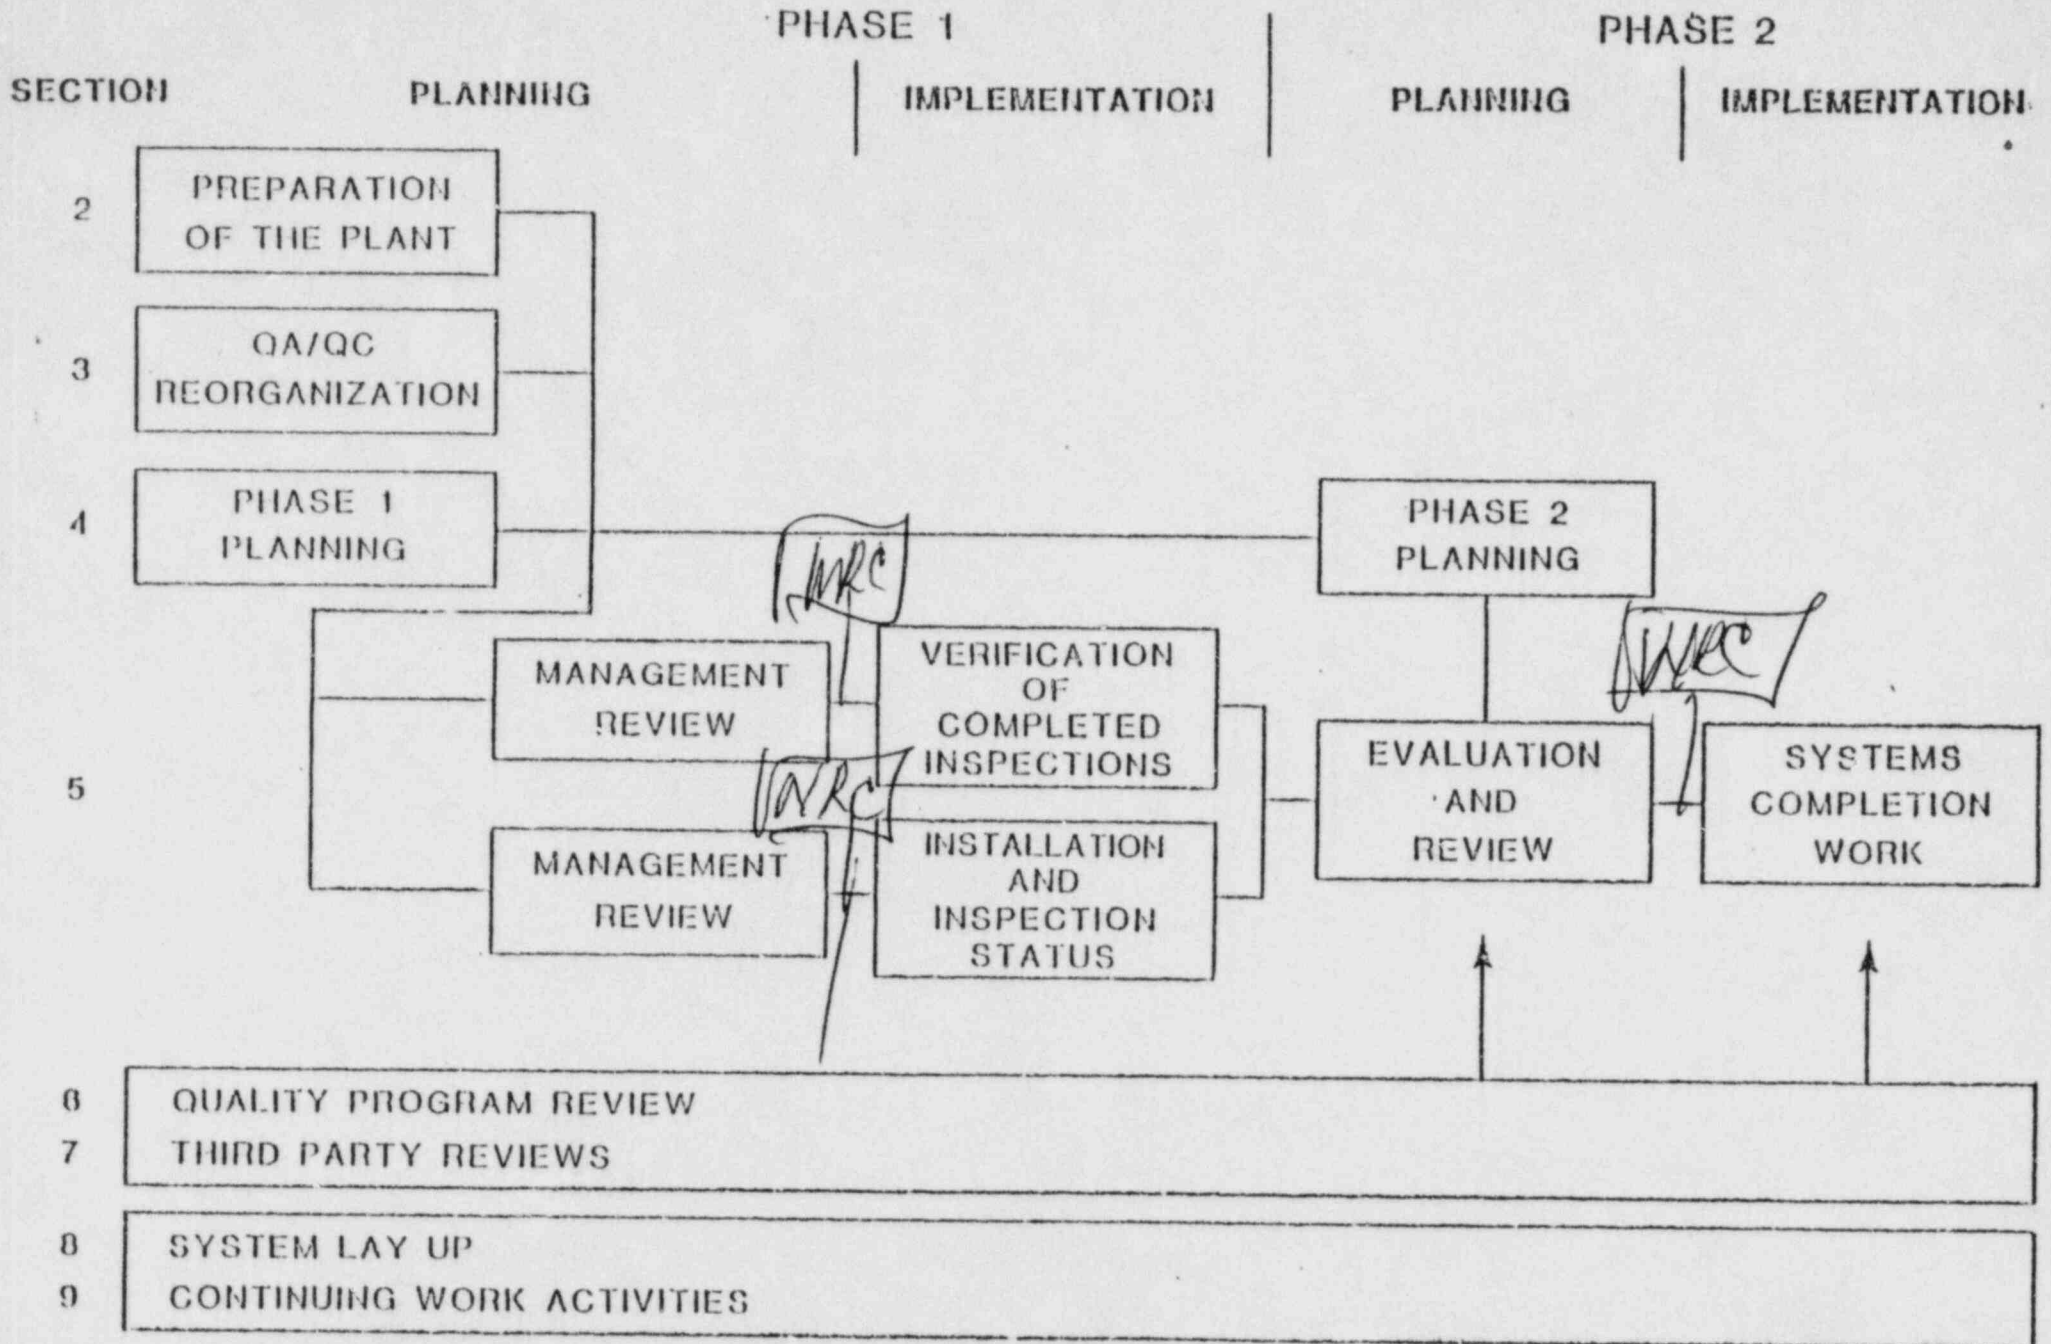 PHASE 1
PHASE 2
SECTION
PLANNING
IMPLEMENTATION
PLANNING
IMPLEMENTATION
2
PREPARATION
OF THE PLANT
3
QA/QC
REORGANIZATION
4
PHASE 1
PLANNING
PHASE 2
PLANNING
NRC
NRC
5
MANAGEMENT
REVIEW
VERIFICATION
OF
COMPLETED
INSPECTIONS
NRC
MANAGEMENT
REVIEW
INSTALLATION
AND
INSPECTION
STATUS
EVALUATION
AND
REVIEW
SYSTEMS
COMPLETION
WORK
6 QUALITY PROGRAM REVIEW
7 THIRD PARTY REVIEWS
8 SYSTEM LAY UP
9 CONTINUING WORK ACTIVITIES